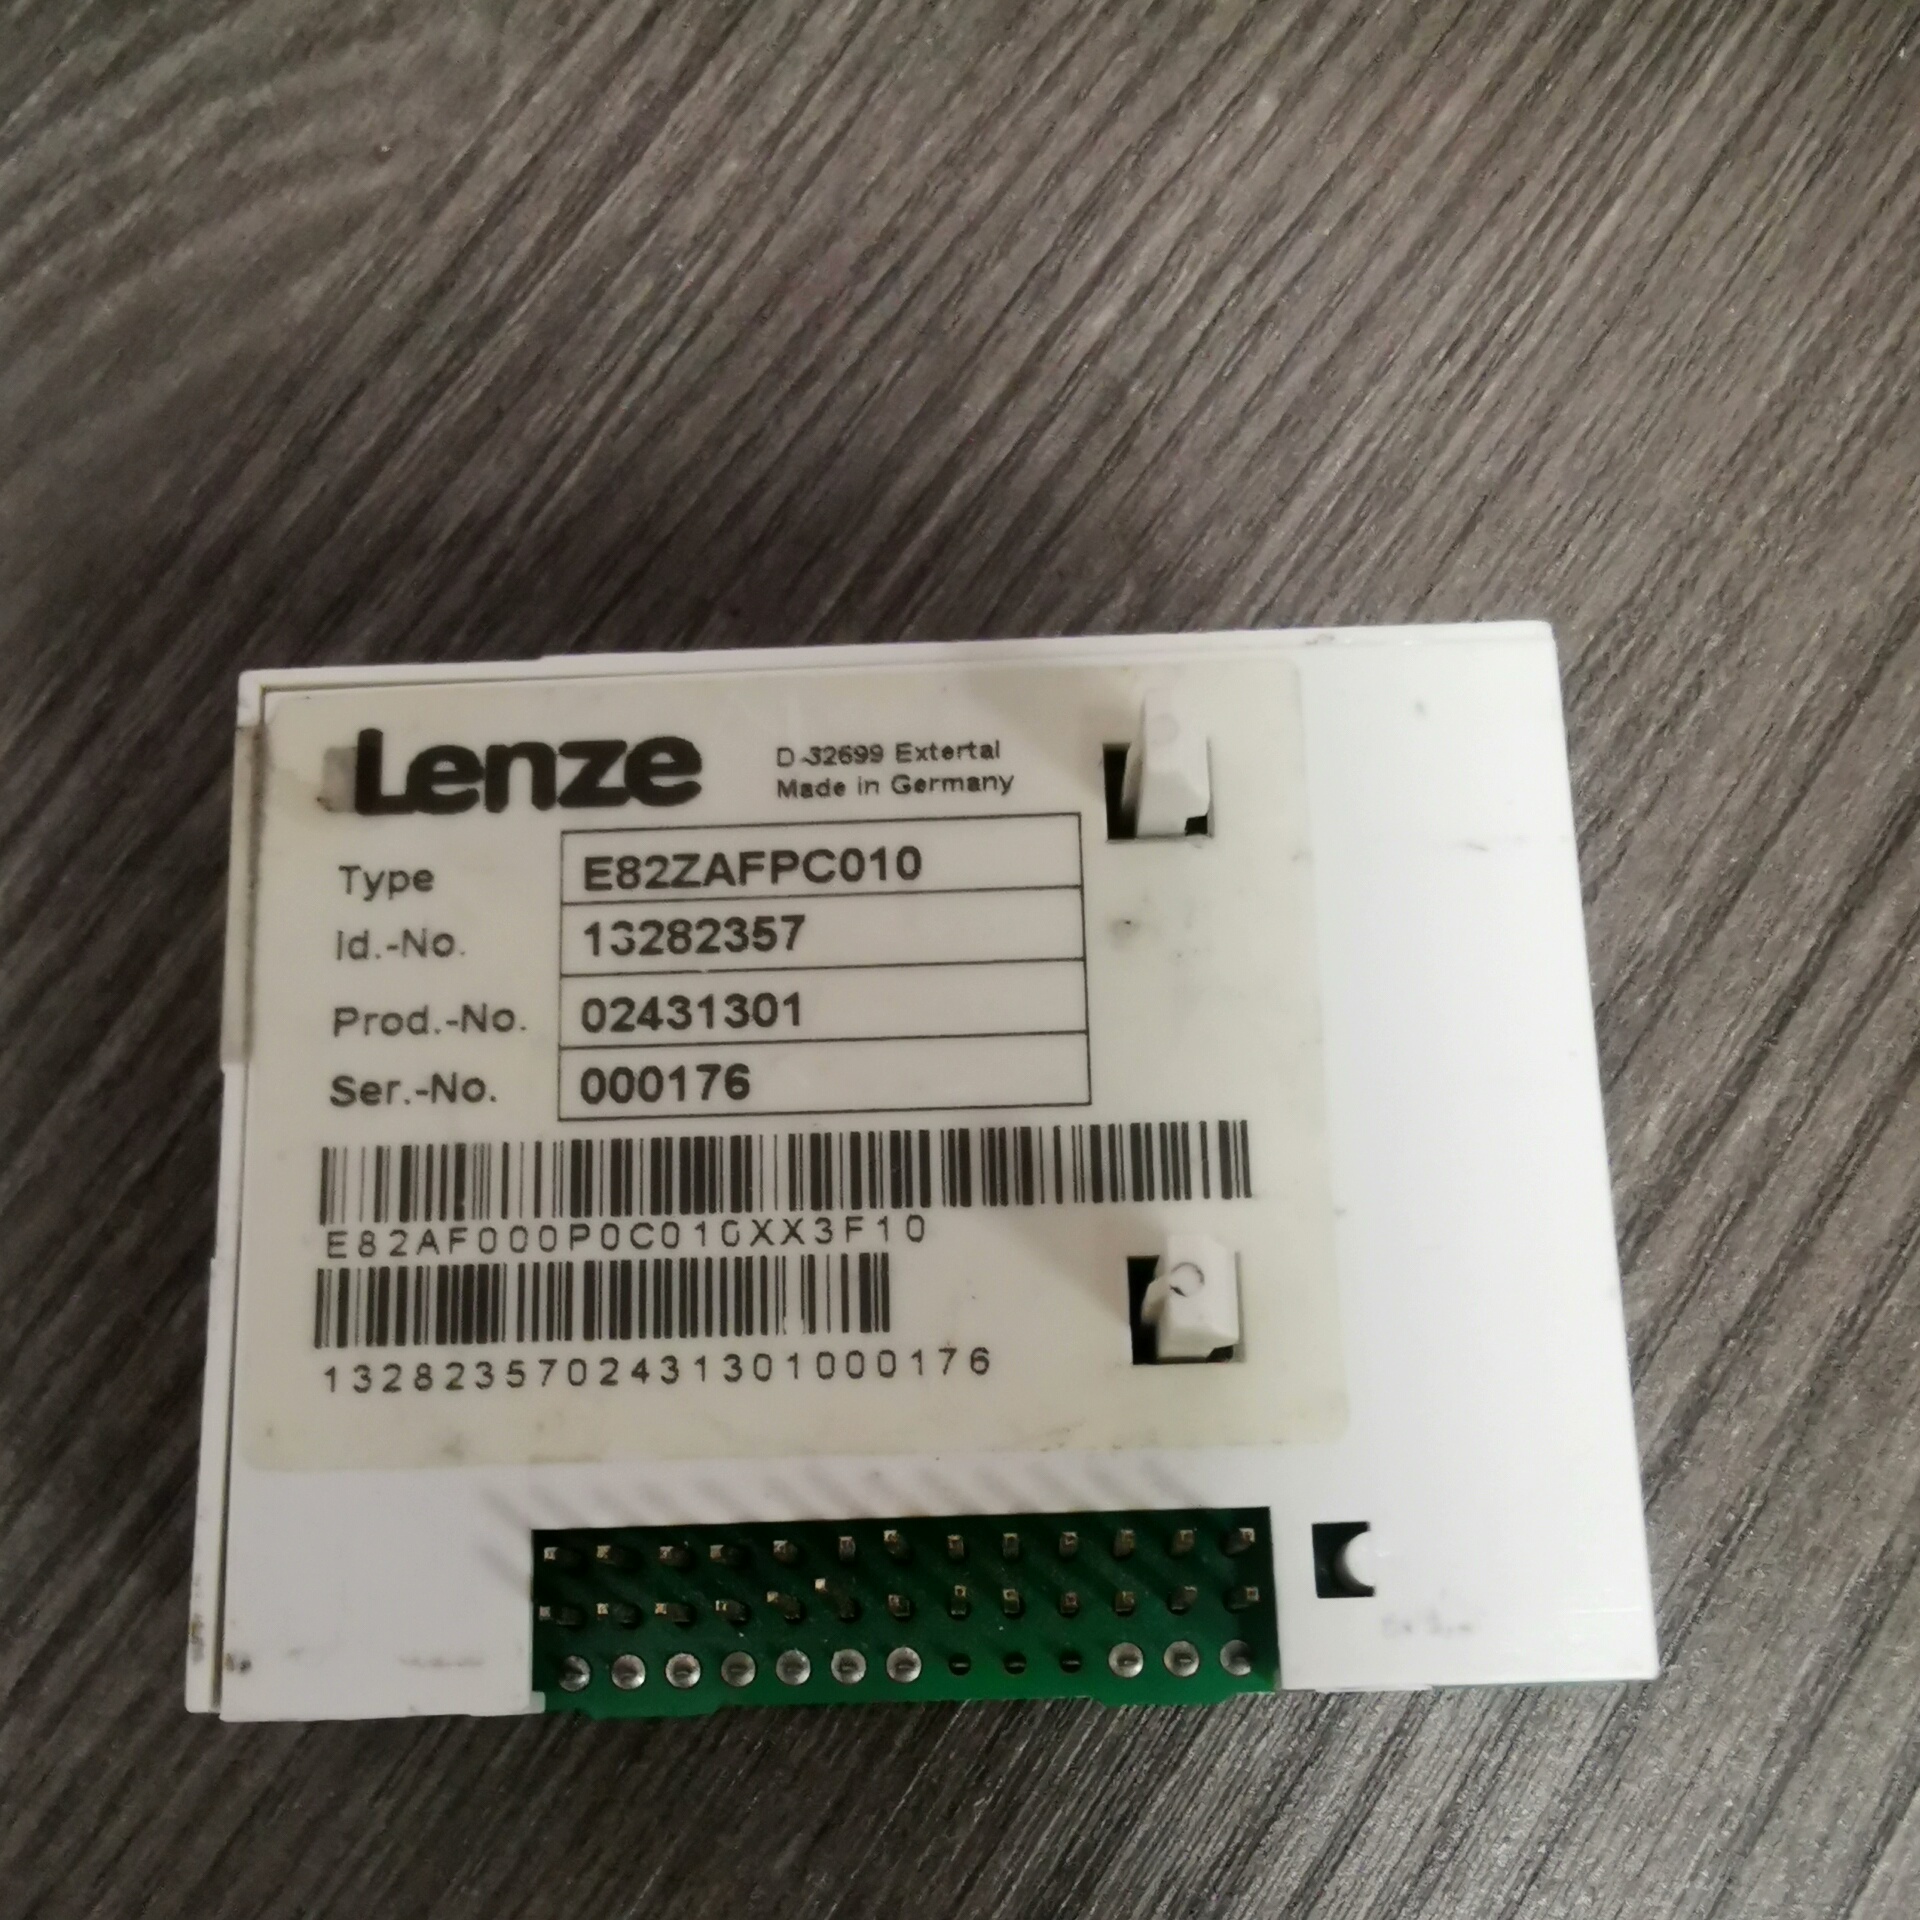 Lenze
D-32699 Extertal
Made in Germany
Type E82ZAFPC010
Id.-No. 13282357
Prod.-No. 02431301
Ser.-No. 000176
E82AF000P0C010XX3F10
1328235702431301000176